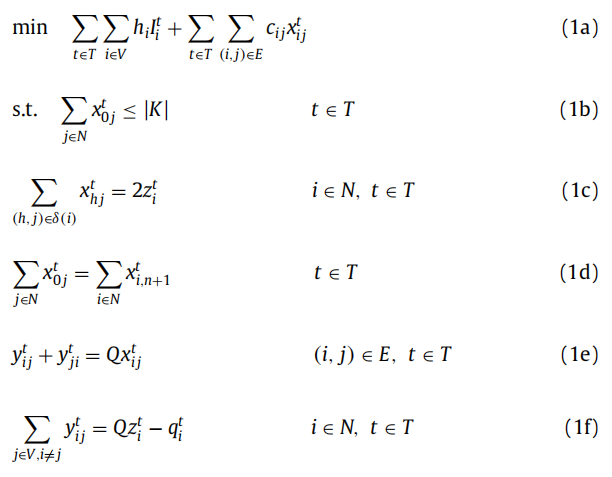 min ∑_{t∈T} ∑_{i∈V} h_i I_i^t + ∑_{t∈T} ∑_{(i,j)∈E} c_{ij} x_{ij}^t (1a)
s.t. ∑_{j∈N} x_{0j}^t ≤ |K| t ∈ T (1b)
∑_{(h,j)∈δ(i)} x_{hj}^t = 2z_i^t i ∈ N, t ∈ T (1c)
∑_{j∈N} x_{0j}^t = ∑_{i∈N} x_{i,n+1}^t t ∈ T (1d)
y_{ij}^t + y_{ji}^t = Qx_{ij}^t (i, j) ∈ E, t ∈ T (1e)
∑_{j∈V,i≠j} y_{ij}^t = Qz_i^t − q_i^t i ∈ N, t ∈ T (1f)